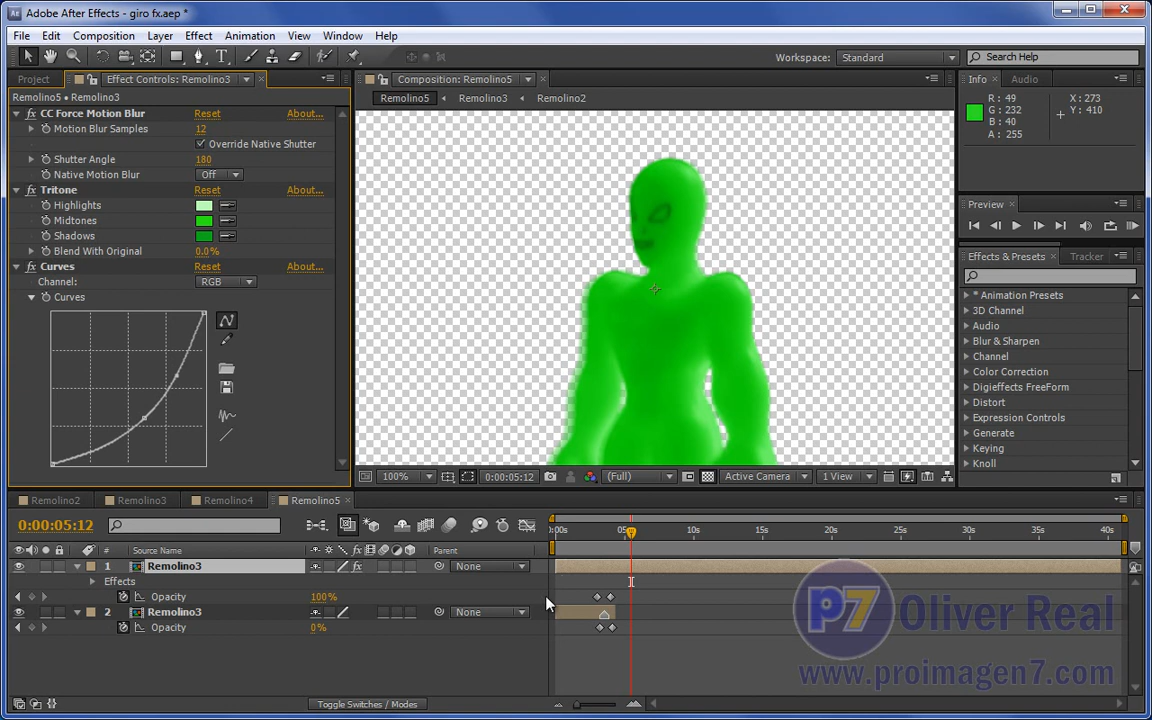 Adobe After Effects - giro fx.aep *
File Edit Composition Layer Effect Animation View Window Help
Workspace: Standard Search Help
Project Effect Controls: Remolino3 Composition: Remolino5 Info Audio
Remolino5 • Remolino3
Remolino5 Remolino3 Remolino2
R: 49 X: 273
G: 232 Y: 410
B: 40
A: 255
fx CC Force Motion Blur Reset About...
Motion Blur Samples 12
Override Native Shutter
Shutter Angle 180
Native Motion Blur Off
fx Tritone Reset About...
Highlights
Midtones
Shadows
Blend With Original 0.0%
fx Curves Reset About...
Channel: RGB
Curves
Preview
Effects & Presets Tracker
* Animation Presets
3D Channel
Audio
Blur & Sharpen
Channel
Color Correction
Digieffects FreeForm
Distort
Expression Controls
Generate
Keying
Knoll
100% 0:00:05:12 (Full) Active Camera 1 View
Remolino2 Remolino3 Remolino4 Remolino5
0:00:05:12
:00s 05s 10s 15s 20s 25s 30s 35s 40s
# Source Name fx Parent
1 Remolino3 fx None
Effects
Opacity 100%
2 Remolino3 None
Opacity 0%
Toggle Switches / Modes
p7 Oliver Real
www.proimagen7.com